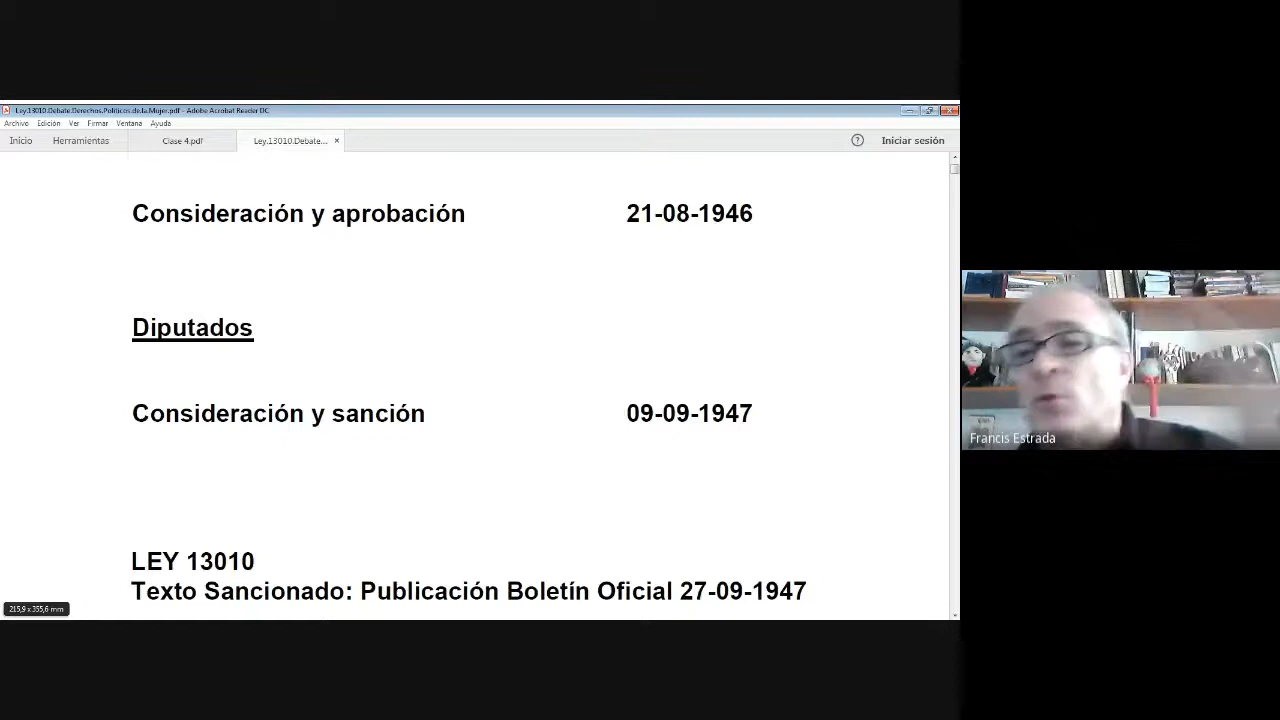 Ley.13010.Debate.Derechos.Políticos.de.la.Mujer.pdf - Adobe Acrobat Reader DC
Archivo Edición Ver Firmar Ventana Ayuda
Inicio Herramientas Clase 4.pdf Ley.13010.Debate... × ? Iniciar sesión
Consideración y aprobación 21-08-1946
Diputados
Consideración y sanción 09-09-1947
LEY 13010
Texto Sancionado: Publicación Boletín Oficial 27-09-1947
215,9 x 355,6 mm
Francis Estrada